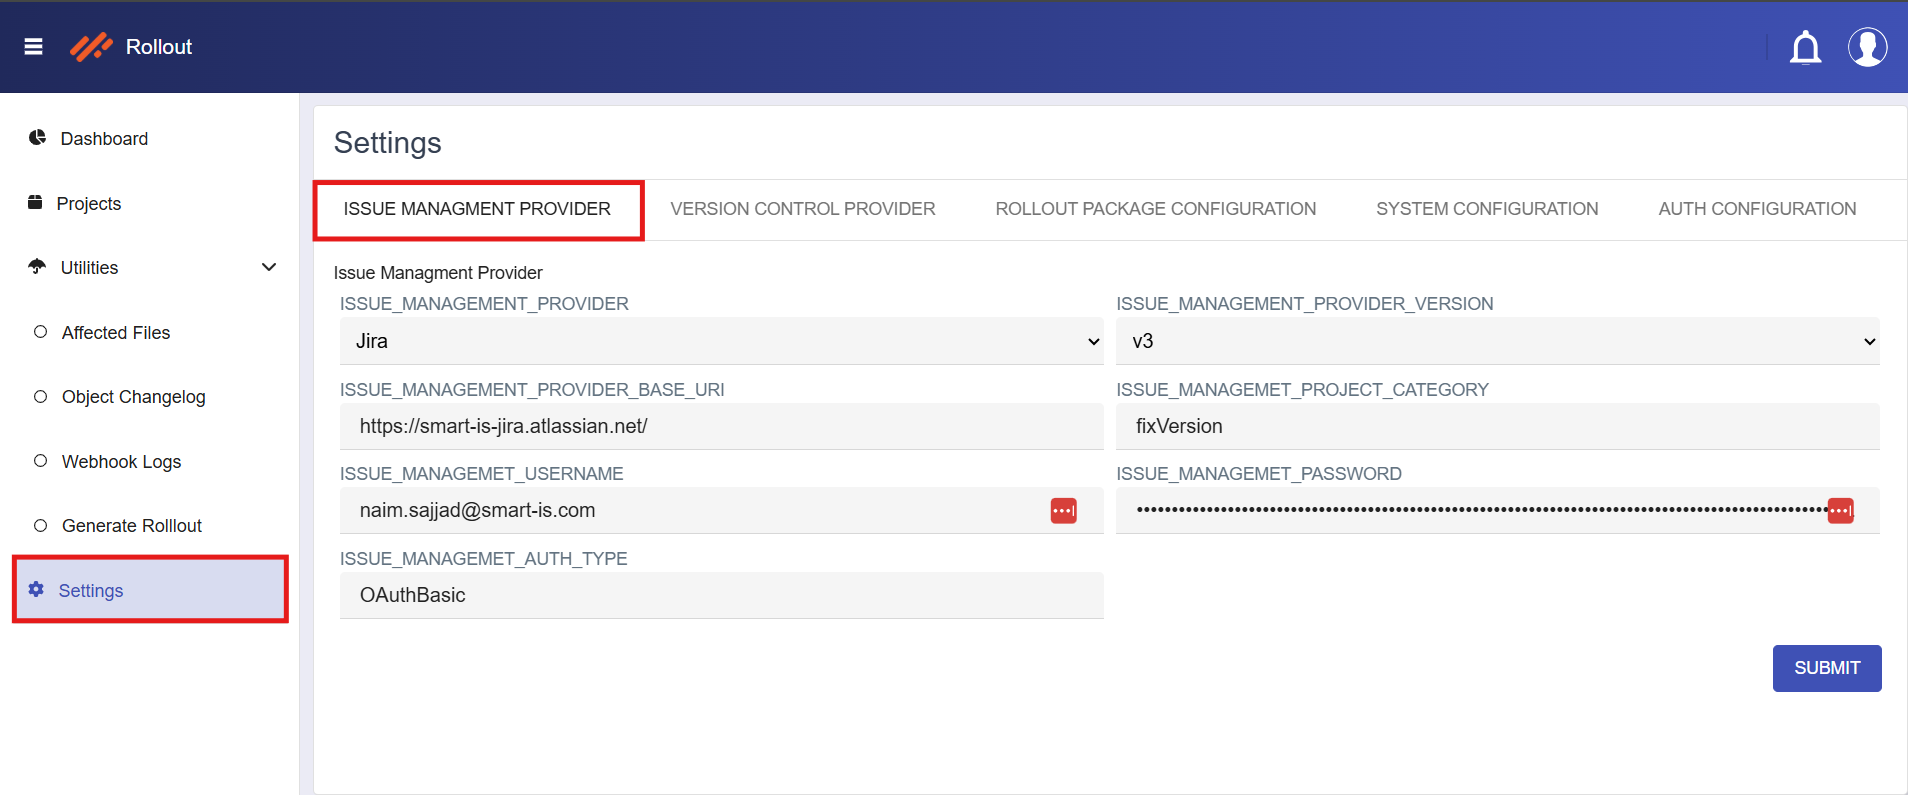 Rollout
Dashboard
Projects
Utilities
Affected Files
Object Changelog
Webhook Logs
Generate Rolllout
Settings
Settings
ISSUE MANAGMENT PROVIDER VERSION CONTROL PROVIDER ROLLOUT PACKAGE CONFIGURATION SYSTEM CONFIGURATION AUTH CONFIGURATION
Issue Managment Provider
ISSUE_MANAGEMENT_PROVIDER ISSUE_MANAGEMENT_PROVIDER_VERSION
Jira v3
ISSUE_MANAGEMENT_PROVIDER_BASE_URI ISSUE_MANAGEMET_PROJECT_CATEGORY
https://smart-is-jira.atlassian.net/ fixVersion
ISSUE_MANAGEMET_USERNAME ISSUE_MANAGEMET_PASSWORD
naim.sajjad@smart-is.com
ISSUE_MANAGEMET_AUTH_TYPE
OAuthBasic
SUBMIT